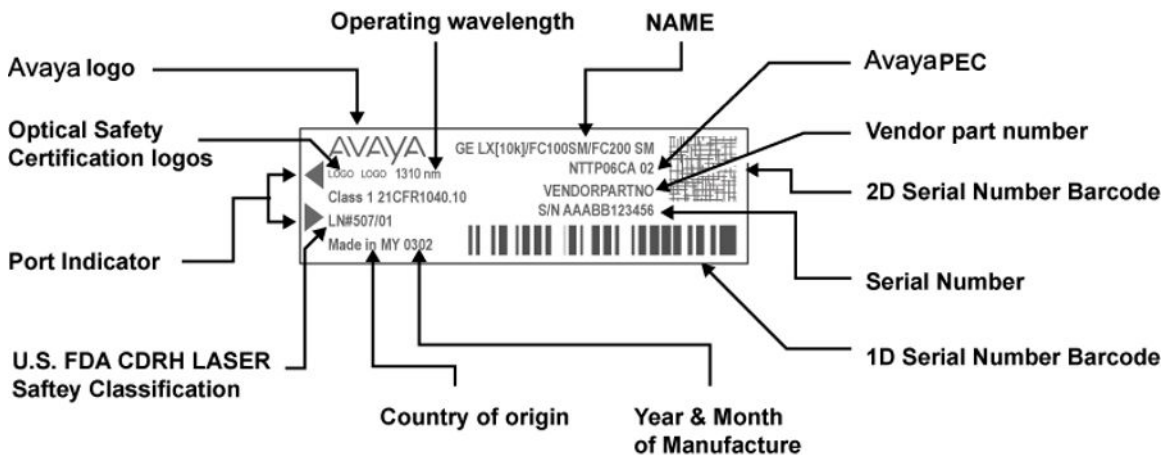 Operating wavelength
NAME
Avaya logo
AvayaPEC
Optical Safety
Certification logos
Vendor part number
2D Serial Number Barcode
Port Indicator
Serial Number
U.S. FDA CDRH LASER
Saftey Classification
1D Serial Number Barcode
Country of origin
Year & Month
of Manufacture
AVAYA
LOGO LOGO 1310 nm
Class 1 21CFR1040.10
LN#507/01
Made in MY 0302
GE LX[10k]/FC100SM/FC200 SM
NTTP06CA 02
VENDORPARTNO
S/N AAABB123456